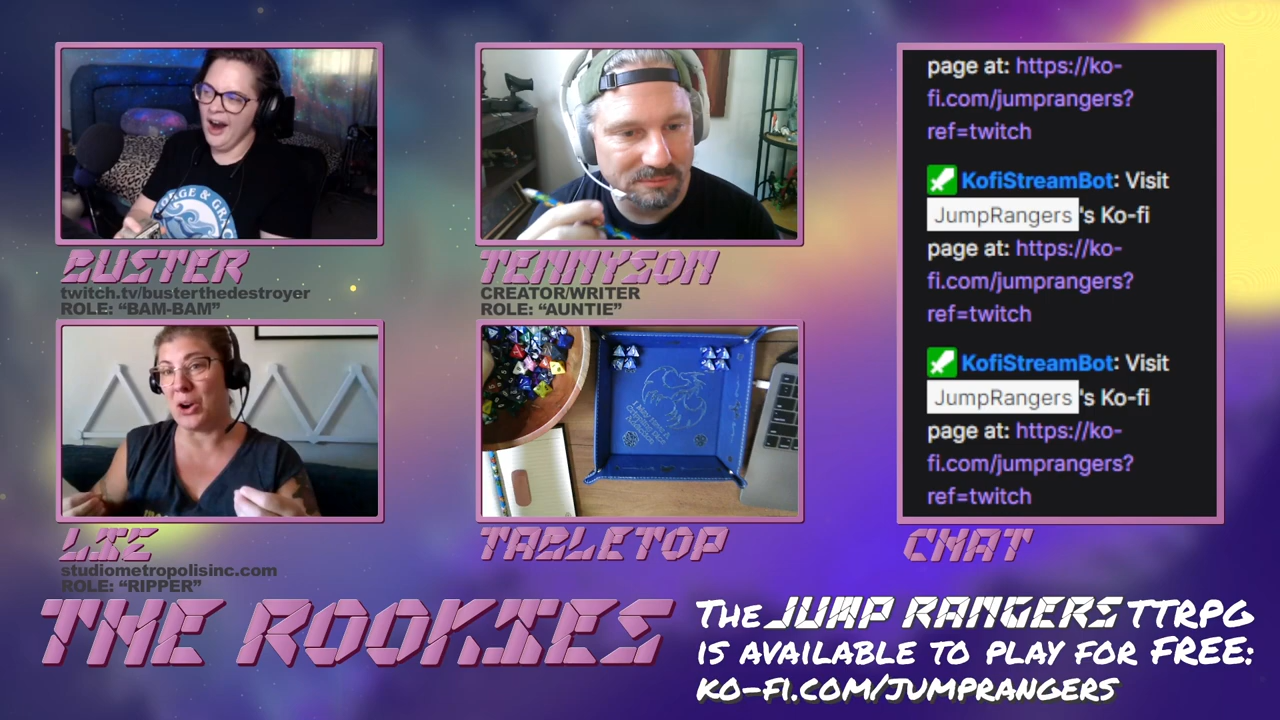 BUSTER
twitch.tv/busterthedestroyer
ROLE: “BAM-BAM”
TENNYSON
CREATOR/WRITER
ROLE: “AUNTIE”
LIZ
studiometropolisinc.com
ROLE: “RIPPER”
TABLETOP
page at: https://ko-
fi.com/jumprangers?
ref=twitch
KofiStreamBot: Visit
JumpRangers 's Ko-fi
page at: https://ko-
fi.com/jumprangers?
ref=twitch
KofiStreamBot: Visit
JumpRangers 's Ko-fi
page at: https://ko-
fi.com/jumprangers?
ref=twitch
CHAT
THE ROOKIES
THE JUMP RANGERS TTRPG
IS AVAILABLE TO PLAY FOR FREE:
KO-FI.COM/JUMPRANGERS